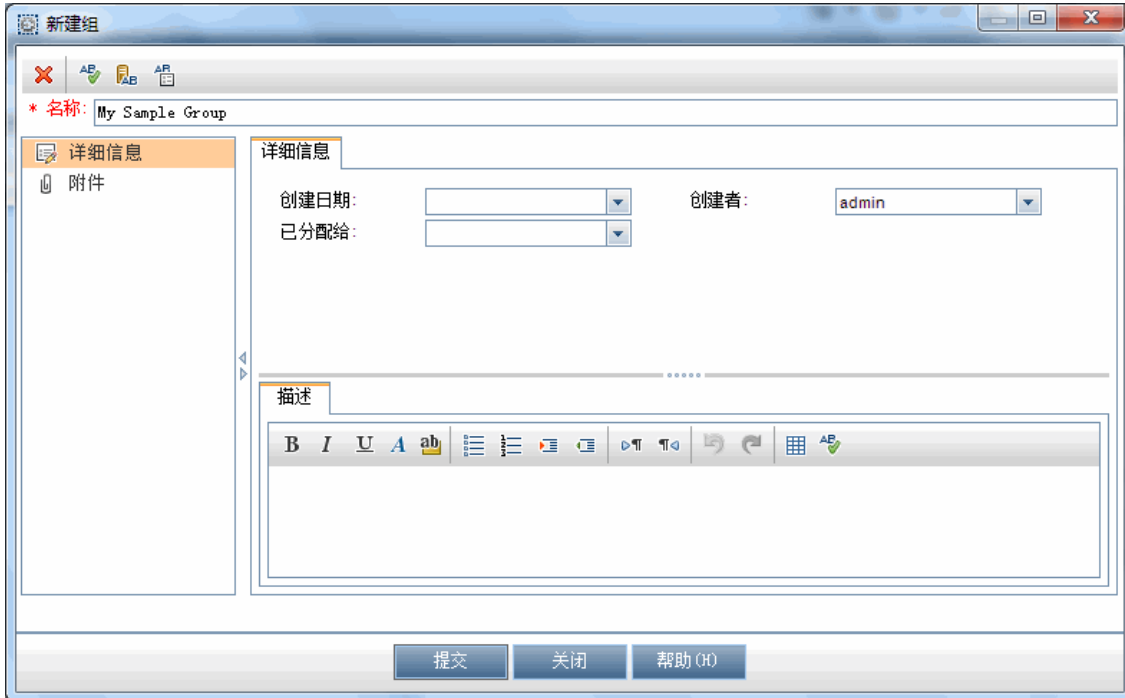 新建组
* 名称: My Sample Group
详细信息
附件
详细信息
创建日期:
创建者: admin
已分配给:
描述
B I U A ab
提交 关闭 帮助(H)